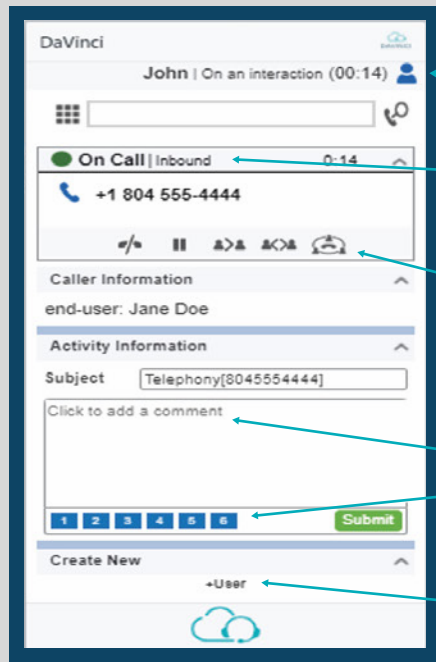 DaVinci
DAVINCI
John | On an interaction (00:14)
On Call | Inbound 0:14
+1 804 555-4444
Caller Information
end-user: Jane Doe
Activity Information
Subject Telephony[8045554444]
Click to add a comment
1 2 3 4 5 6 Submit
Create New
+User